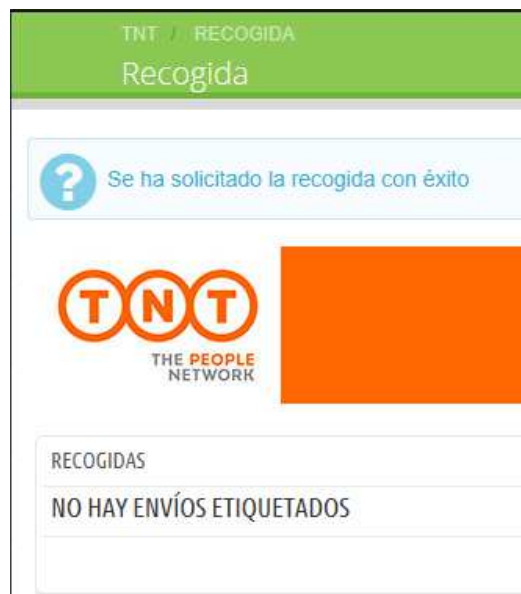 TNT / RECOGIDA
Recogida
? Se ha solicitado la recogida con éxito
TNT
THE PEOPLE
NETWORK
RECOGIDAS
NO HAY ENVÍOS ETIQUETADOS